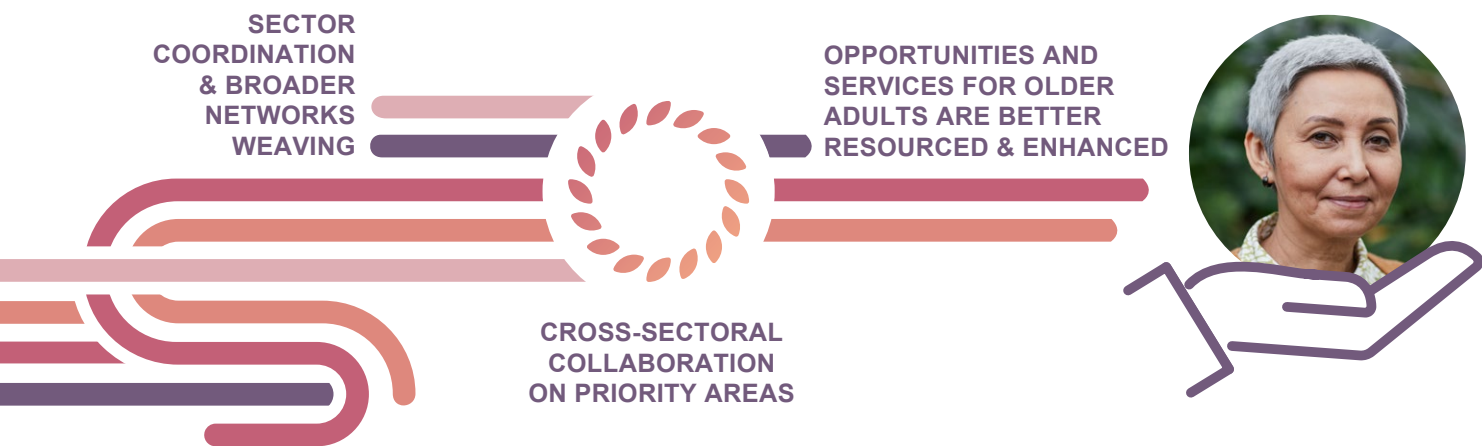 SECTOR
COORDINATION
& BROADER
NETWORKS
WEAVING
OPPORTUNITIES AND
SERVICES FOR OLDER
ADULTS ARE BETTER
RESOURCED & ENHANCED
CROSS-SECTORAL
COLLABORATION
ON PRIORITY AREAS